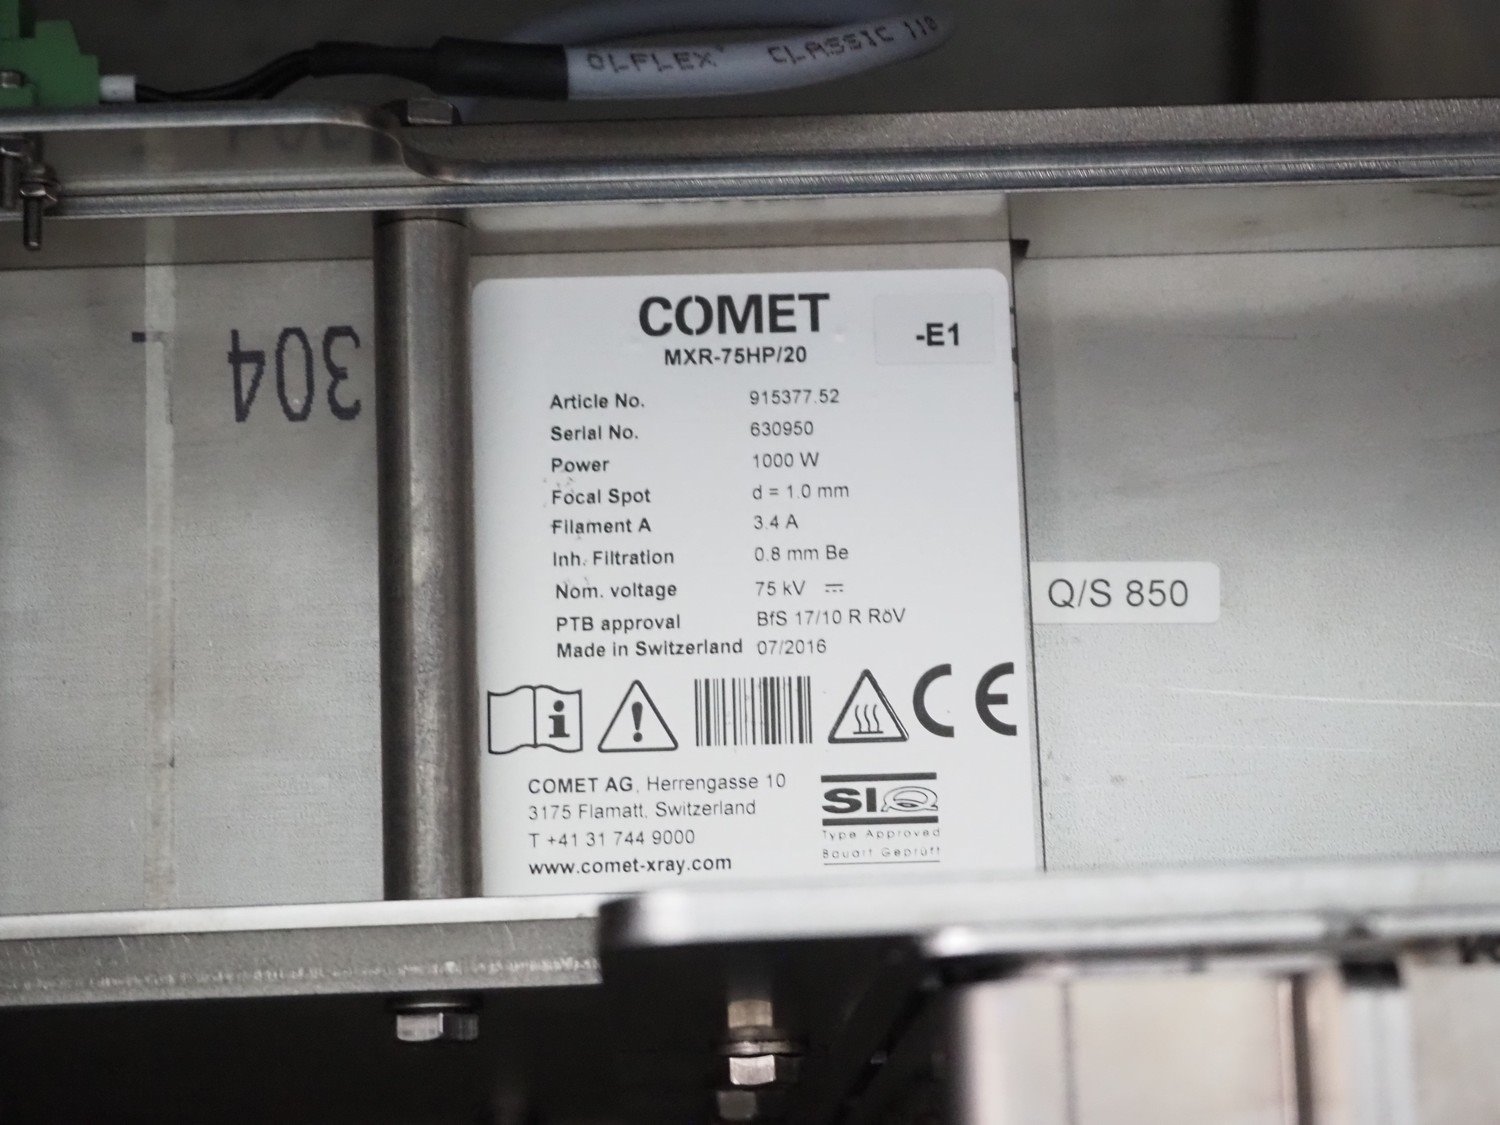 OLFLEX CLASSIC 110
304
COMET
MXR-75HP/20
-E1
Article No. 915377.52
Serial No. 630950
Power 1000 W
Focal Spot d = 1.0 mm
Filament A 3.4 A
Inh. Filtration 0.8 mm Be
Nom. voltage 75 kV ⎓
PTB approval BfS 17/10 R RöV
Made in Switzerland 07/2016
Q/S 850
CE
COMET AG, Herrengasse 10
3175 Flamatt, Switzerland
T +41 31 744 9000
www.comet-xray.com
SIQ
Type Approved
Bauart Geprüft